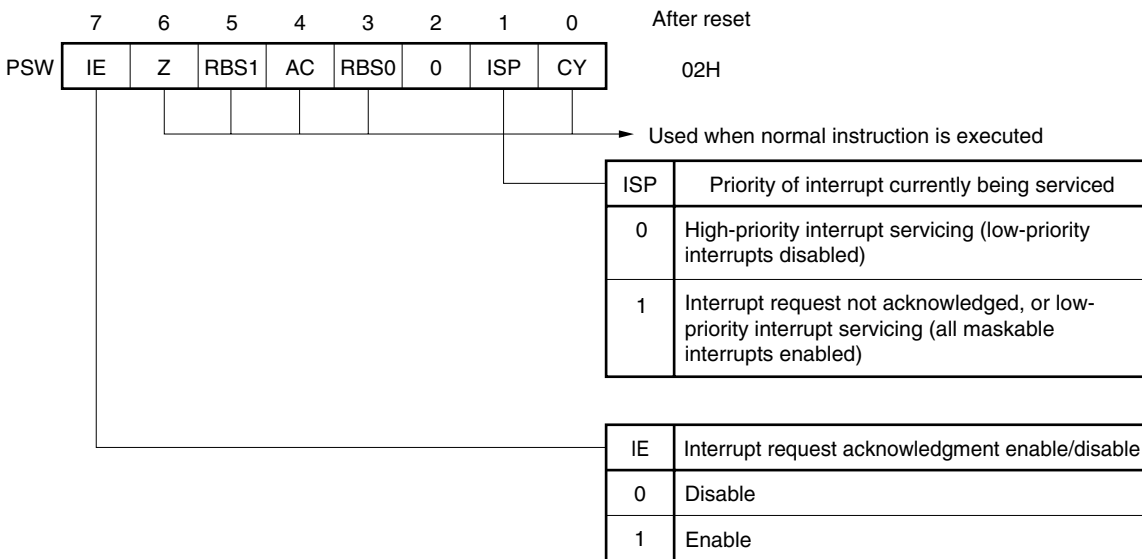 7 6 5 4 3 2 1 0 After reset
PSW IE Z RBS1 AC RBS0 0 ISP CY 02H
Used when normal instruction is executed
ISP Priority of interrupt currently being serviced
0 High-priority interrupt servicing (low-priority
interrupts disabled)
1 Interrupt request not acknowledged, or low-
priority interrupt servicing (all maskable
interrupts enabled)
IE Interrupt request acknowledgment enable/disable
0 Disable
1 Enable